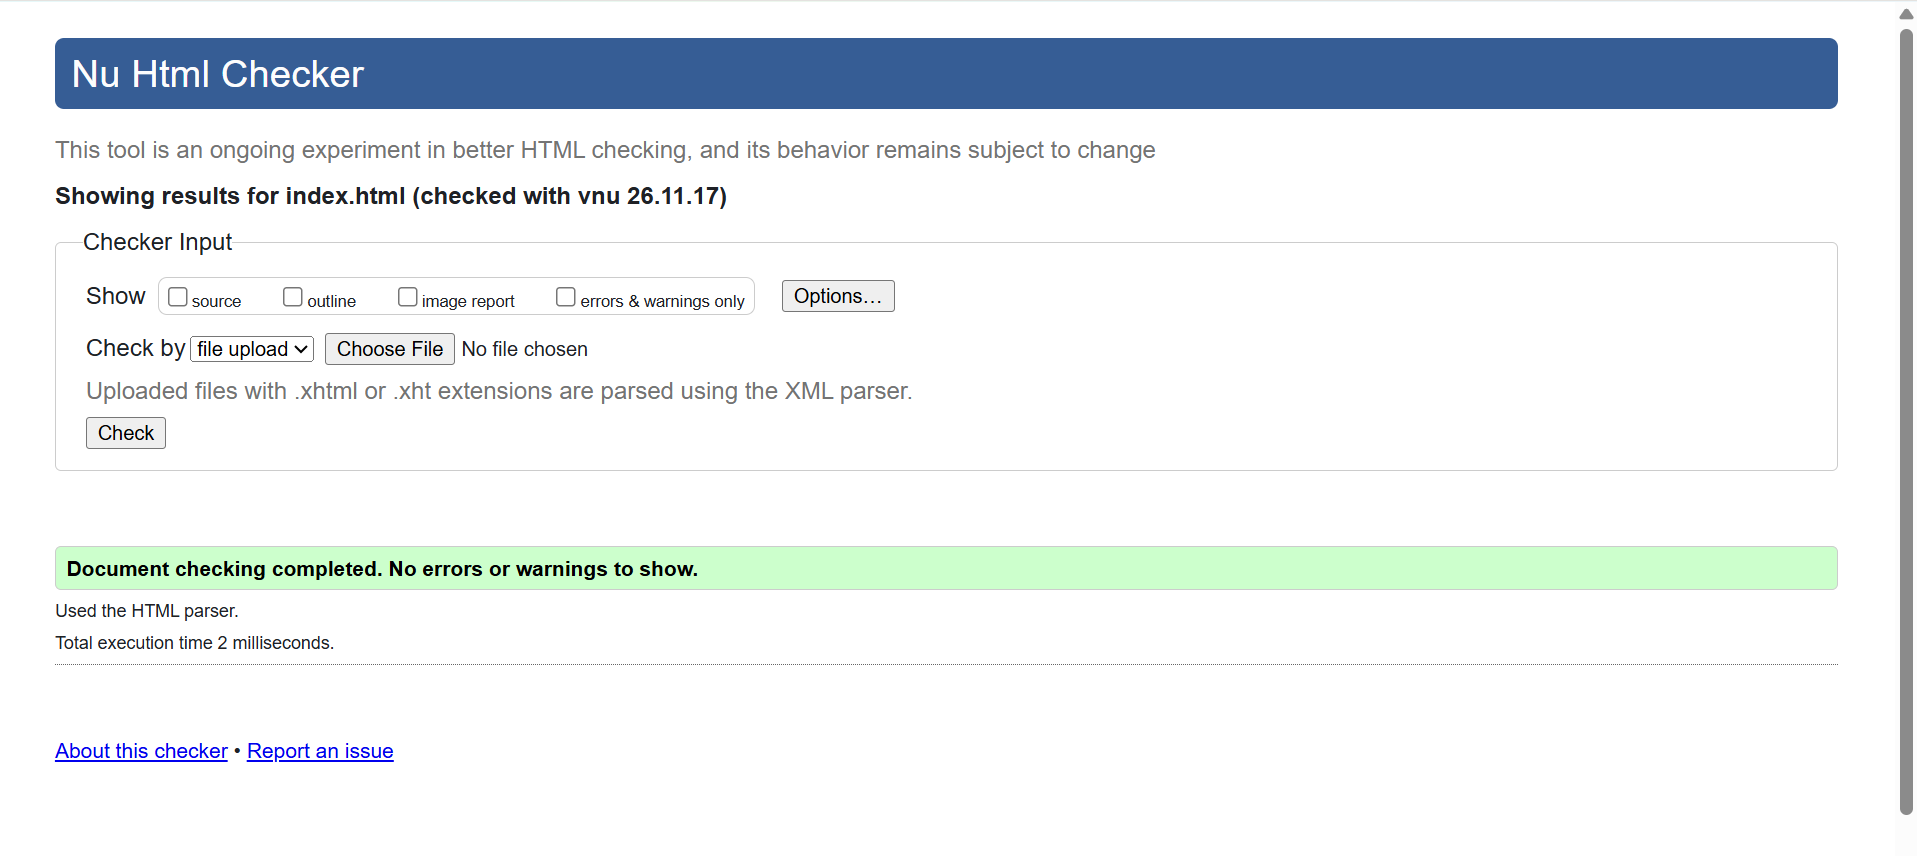 Nu Html Checker
This tool is an ongoing experiment in better HTML checking, and its behavior remains subject to change
Showing results for index.html (checked with vnu 26.11.17)
Checker Input
Show source outline image report errors & warnings only Options...
Check by file upload Choose File No file chosen
Uploaded files with .xhtml or .xht extensions are parsed using the XML parser.
Check
Document checking completed. No errors or warnings to show.
Used the HTML parser.
Total execution time 2 milliseconds.
About this checker • Report an issue